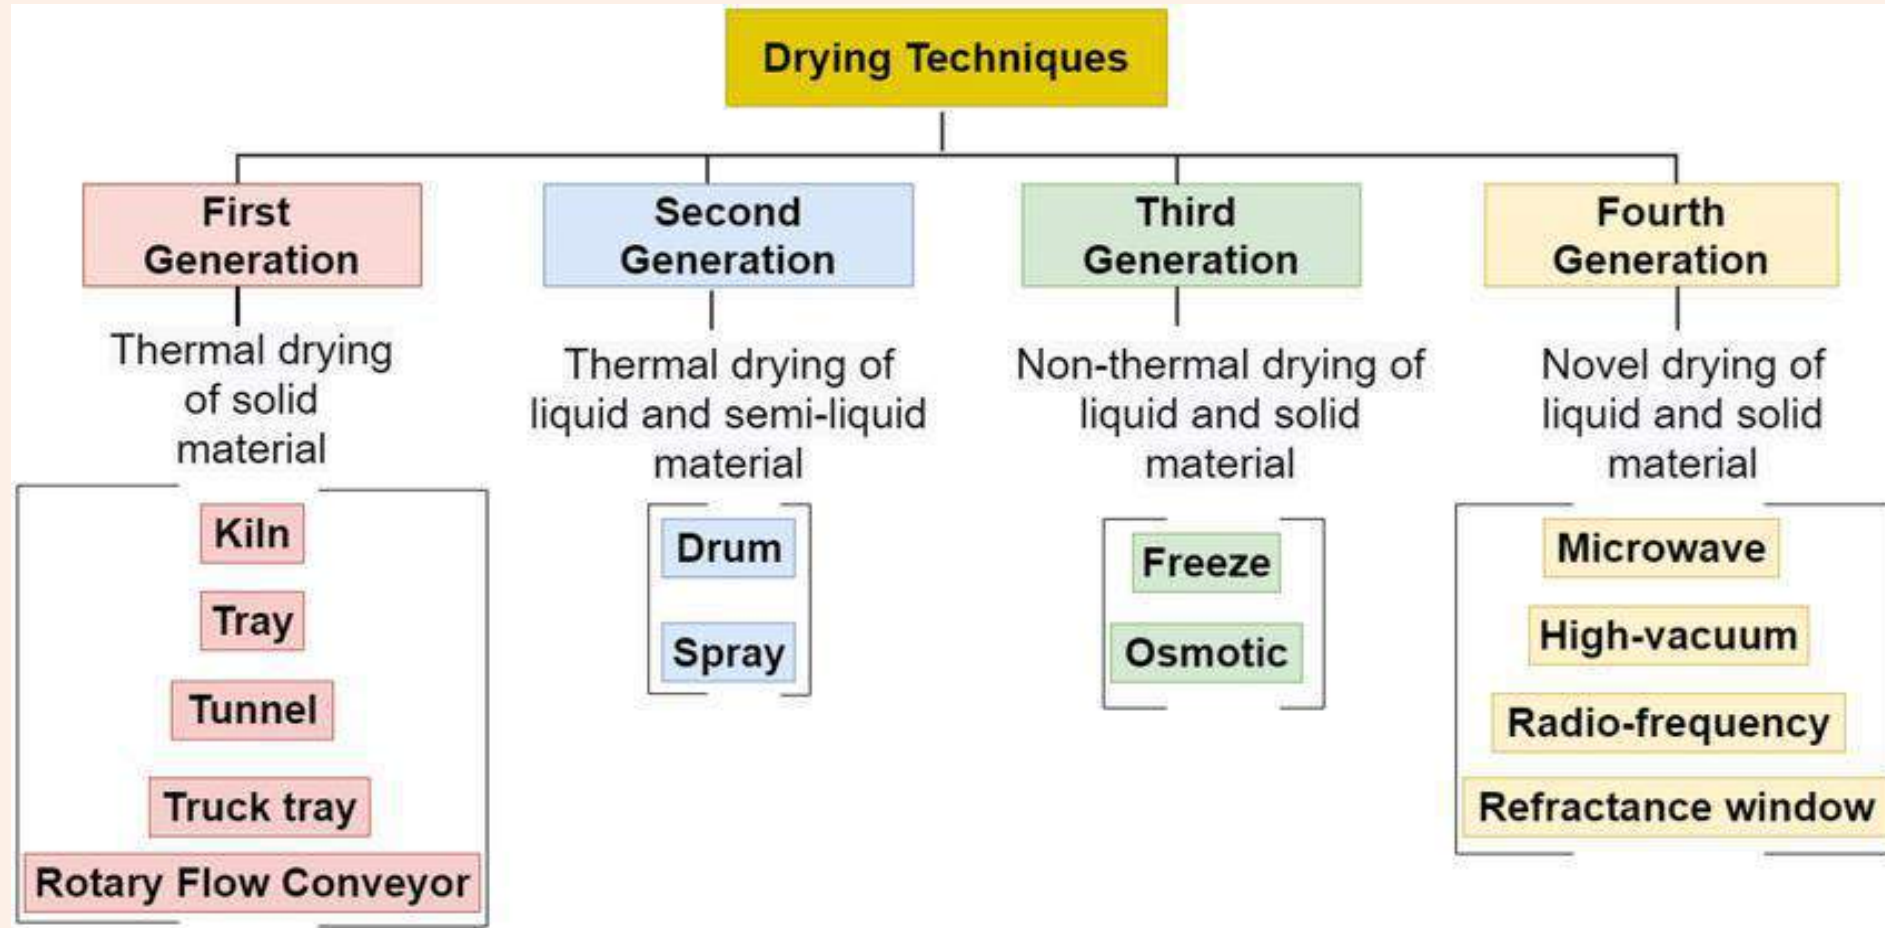 Drying Techniques
First
Generation
Thermal drying
of solid
material
Kiln
Tray
Tunnel
Truck tray
Rotary Flow Conveyor
Second
Generation
Thermal drying of
liquid and semi-liquid
material
Drum
Spray
Third
Generation
Non-thermal drying of
liquid and solid
material
Freeze
Osmotic
Fourth
Generation
Novel drying of
liquid and solid
material
Microwave
High-vacuum
Radio-frequency
Refractance window